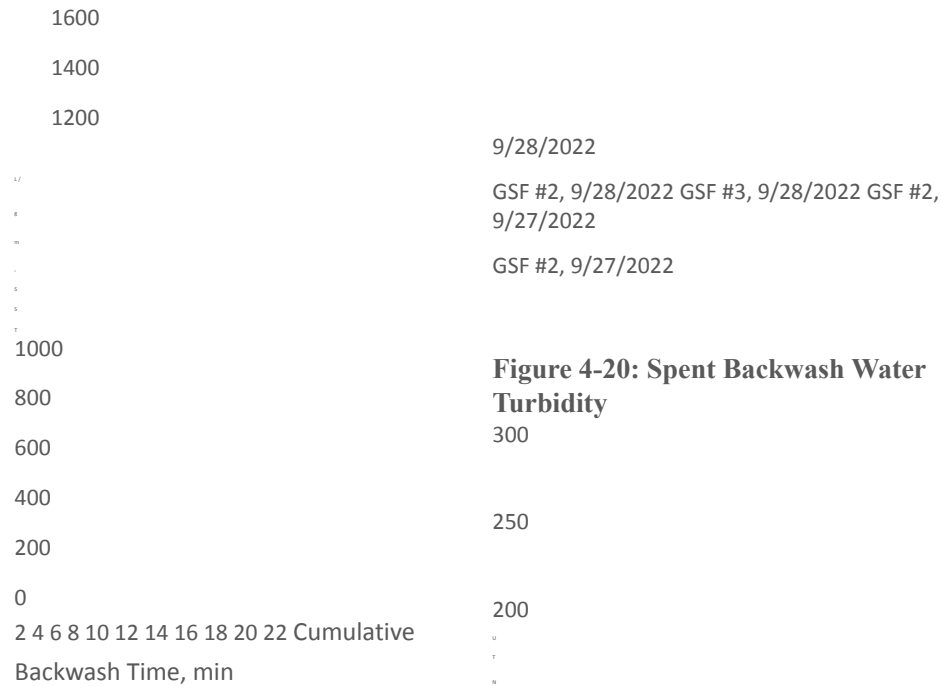 1600
1400
1200
L/
g
m
,
S
S
T
1000
800
600
400
200
0
2 4 6 8 10 12 14 16 18 20 22 Cumulative
Backwash Time, min
9/28/2022
GSF #2, 9/28/2022 GSF #3, 9/28/2022 GSF #2,
9/27/2022
GSF #2, 9/27/2022
Figure 4-20: Spent Backwash Water
Turbidity
300
250
200
U
T
N